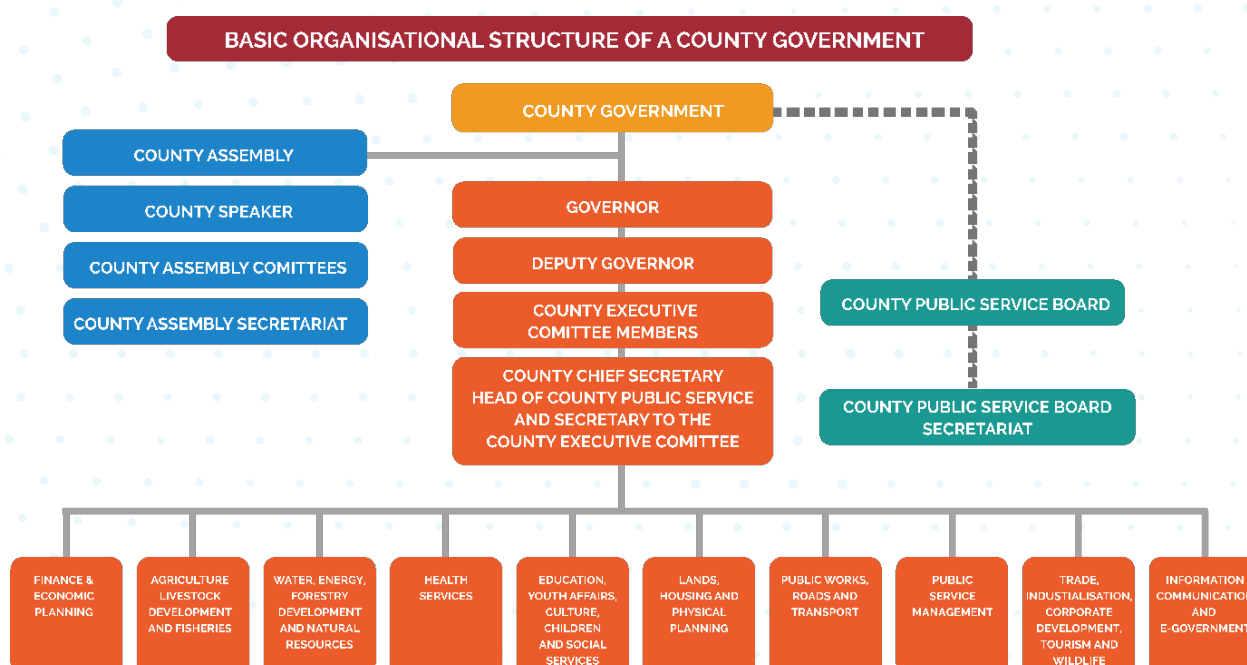 BASIC ORGANISATIONAL STRUCTURE OF A COUNTY GOVERNMENT
COUNTY GOVERNMENT
COUNTY ASSEMBLY
COUNTY SPEAKER
COUNTY ASSEMBLY COMITTEES
COUNTY ASSEMBLY SECRETARIAT
GOVERNOR
DEPUTY GOVERNOR
COUNTY EXECUTIVE
COMITTEE MEMBERS
COUNTY CHIEF SECRETARY
HEAD OF COUNTY PUBLIC SERVICE
AND SECRETARY TO THE
COUNTY EXECUTIVE COMITTEE
COUNTY PUBLIC SERVICE BOARD
COUNTY PUBLIC SERVICE BOARD
SECRETARIAT
FINANCE &
ECONOMIC
PLANNING
AGRICULTURE
LIVESTOCK
DEVELOPMENT
AND FISHERIES
WATER, ENERGY,
FORESTRY
DEVELOPMENT
AND NATURAL
RESOURCES
HEALTH
SERVICES
EDUCATION,
YOUTH AFFAIRS,
CULTURE,
CHILDREN
AND SOCIAL
SERVICES
LANDS,
HOUSING AND
PHYSICAL
PLANNING
PUBLIC WORKS,
ROADS AND
TRANSPORT
PUBLIC
SERVICE
MANAGEMENT
TRADE,
INDUSTIALISATION,
CORPORATE
DEVELOPMENT,
TOURISM AND
WILDLIFE
INFORMATION
COMMUNICATION
AND
E-GOVERNMENT